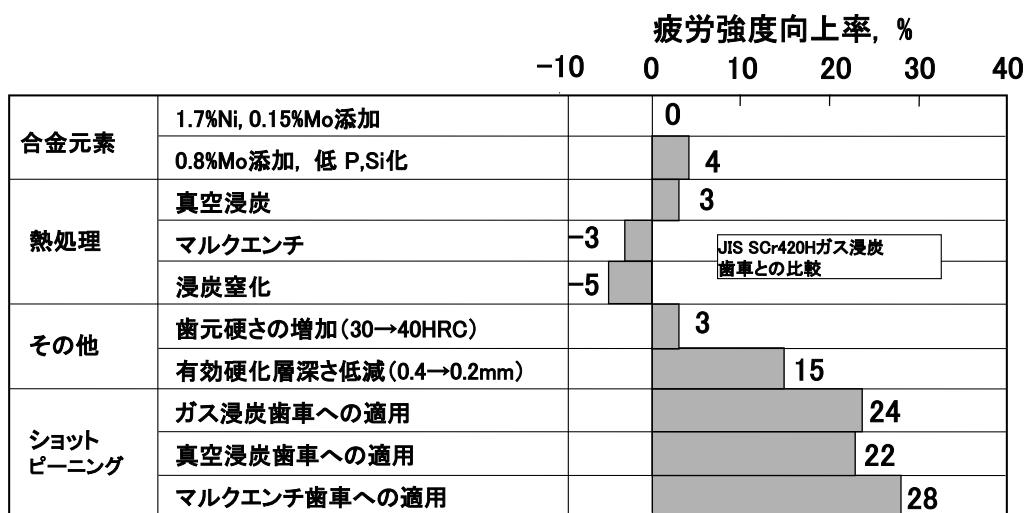 疲労強度向上率, %
-10 0 10 20 30 40
合金元素
1.7%Ni, 0.15%Mo添加 0
0.8%Mo添加, 低 P,Si化 4
熱処理
真空浸炭 3
マルクエンチ -3
浸炭窒化 -5
JIS SCr420Hガス浸炭
歯車との比較
その他
歯元硬さの増加(30→40HRC) 3
有効硬化層深さ低減(0.4→0.2mm) 15
ショット
ピーニング
ガス浸炭歯車への適用 24
真空浸炭歯車への適用 22
マルクエンチ歯車への適用 28